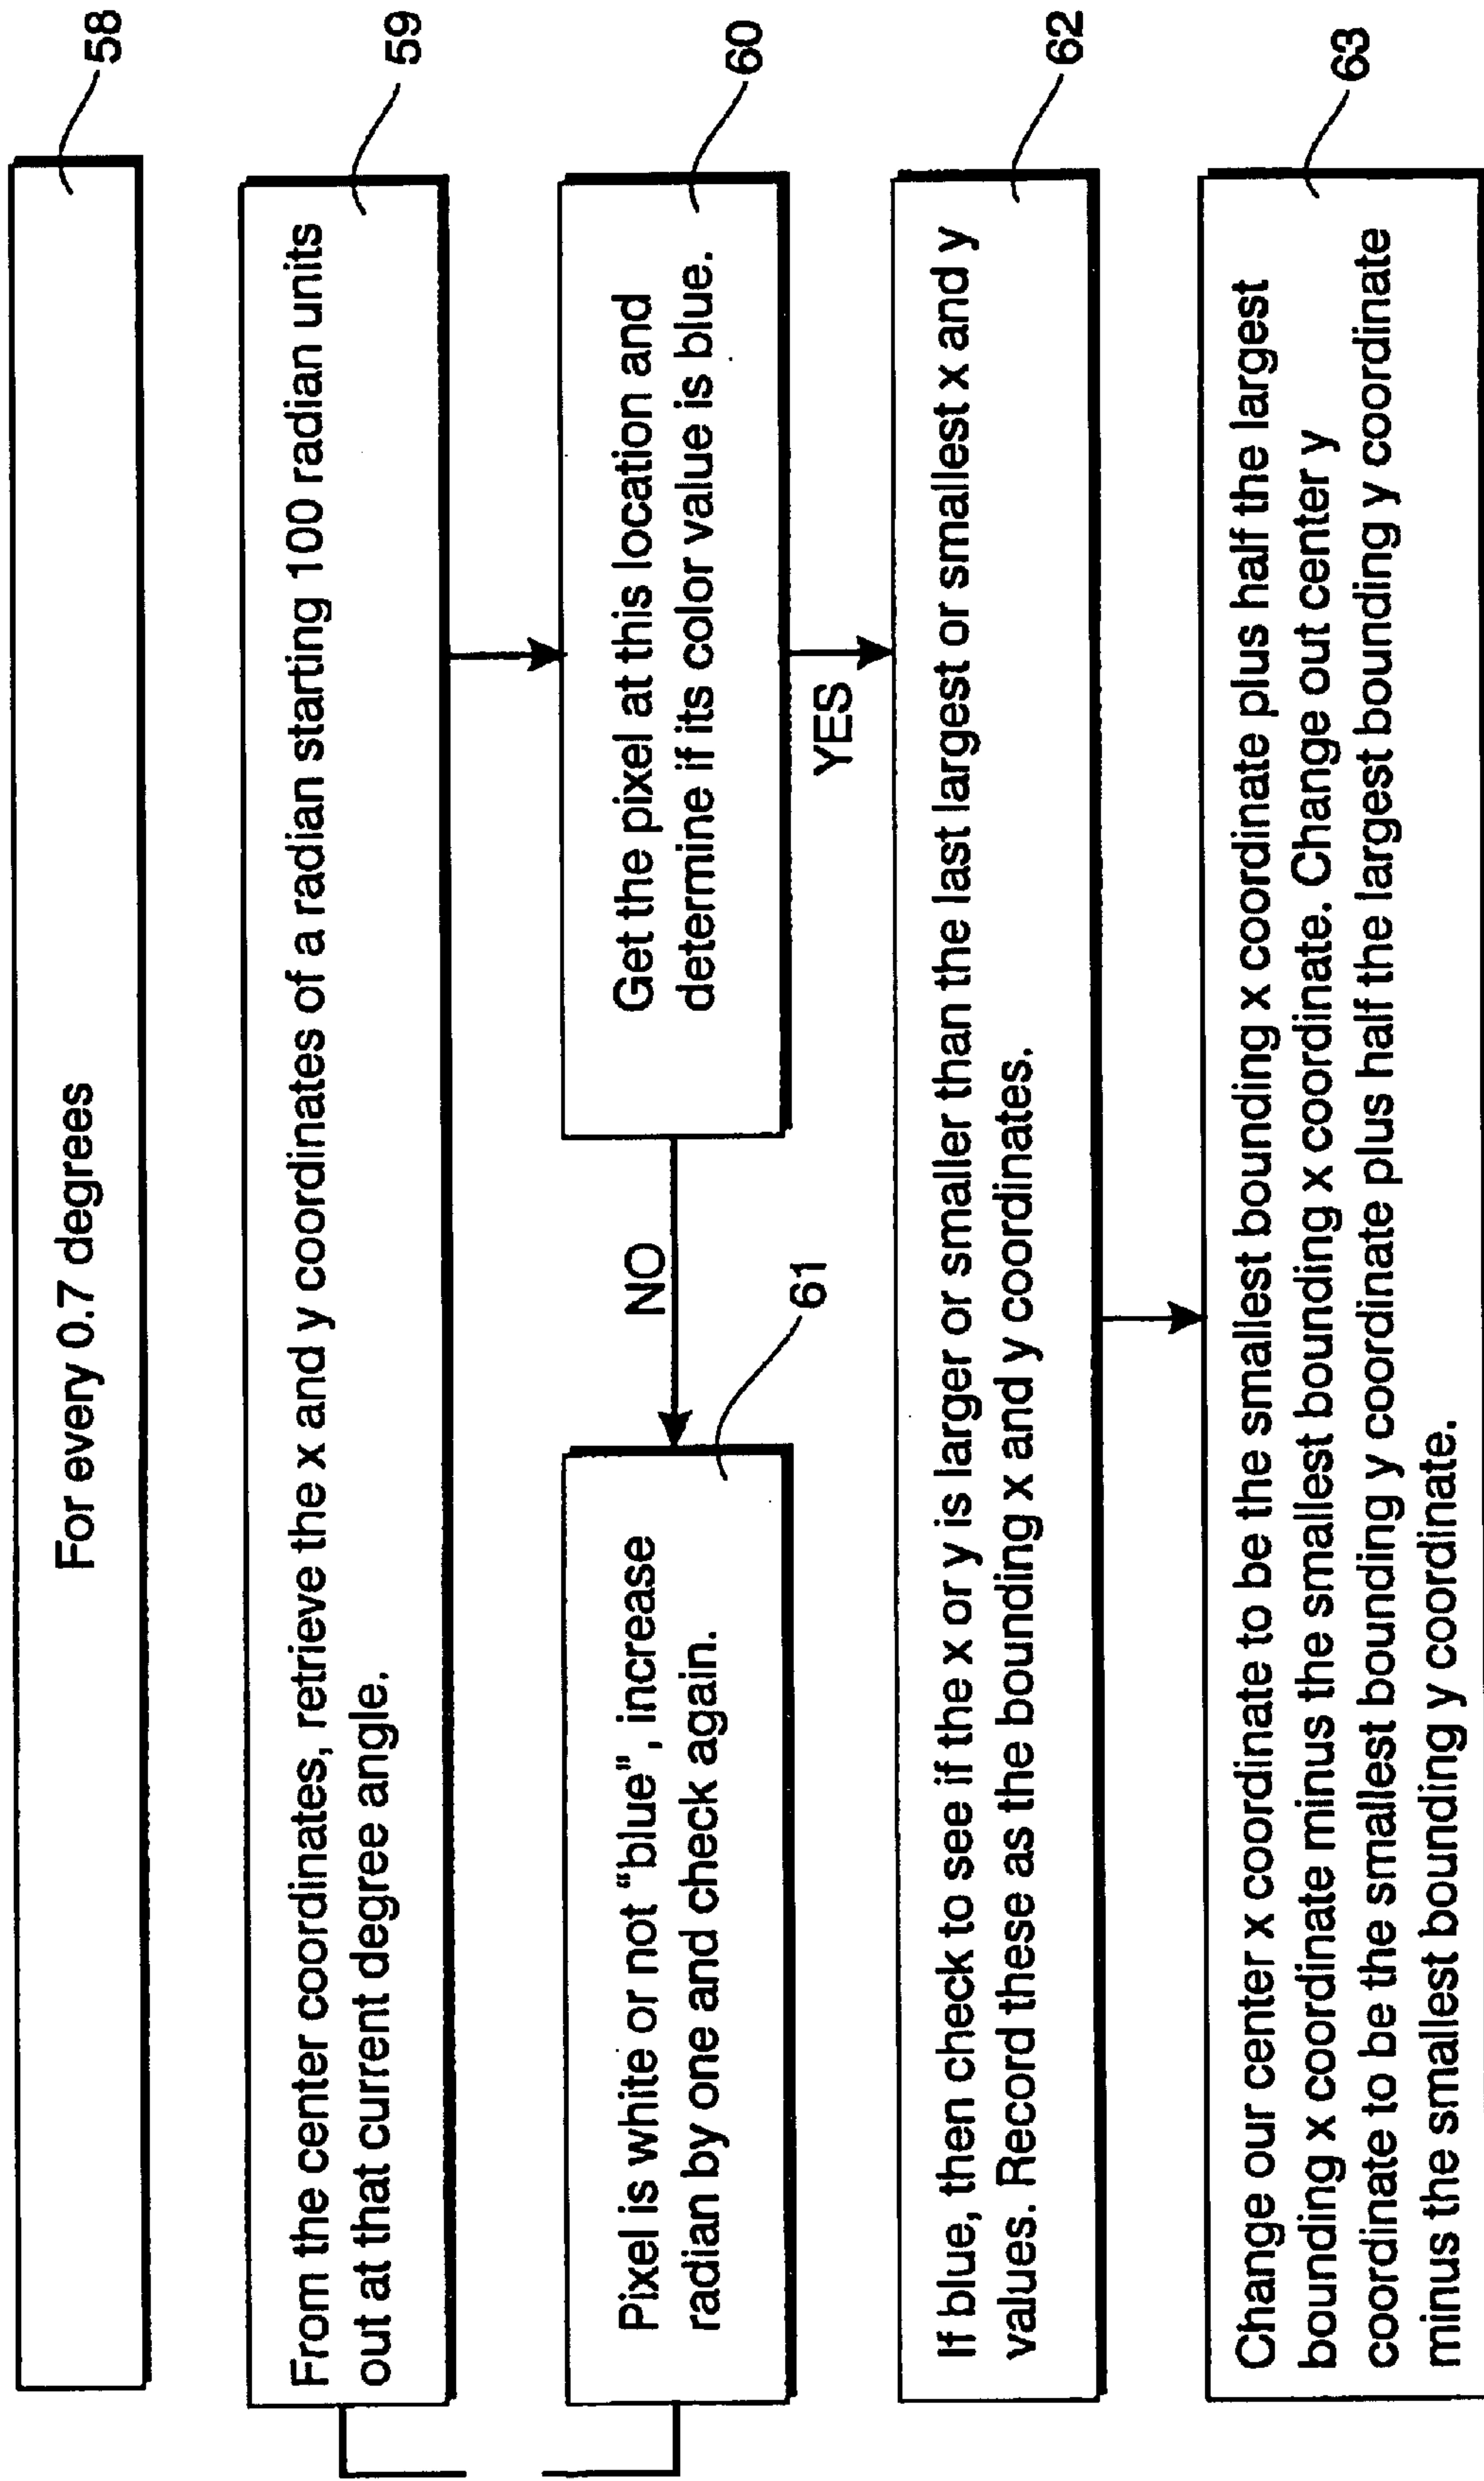 For every 0.7 degrees
58
From the center coordinates, retrieve the x and y coordinates of a radian starting 100 radian units
out at that current degree angle.
59
Pixel is white or not "blue", increase
radian by one and check again.
61
NO
Get the pixel at this location and
determine if its color value is blue.
60
YES
If blue, then check to see if the x or y is larger or smaller than the last largest or smallest x and y
values. Record these as the bounding x and y coordinates.
62
Change our center x coordinate to be the smallest bounding x coordinate plus half the largest
bounding x coordinate minus the smallest bounding x coordinate. Change out center y
coordinate to be the smallest bounding y coordinate plus half the largest bounding y coordinate
minus the smallest bounding y coordinate.
63